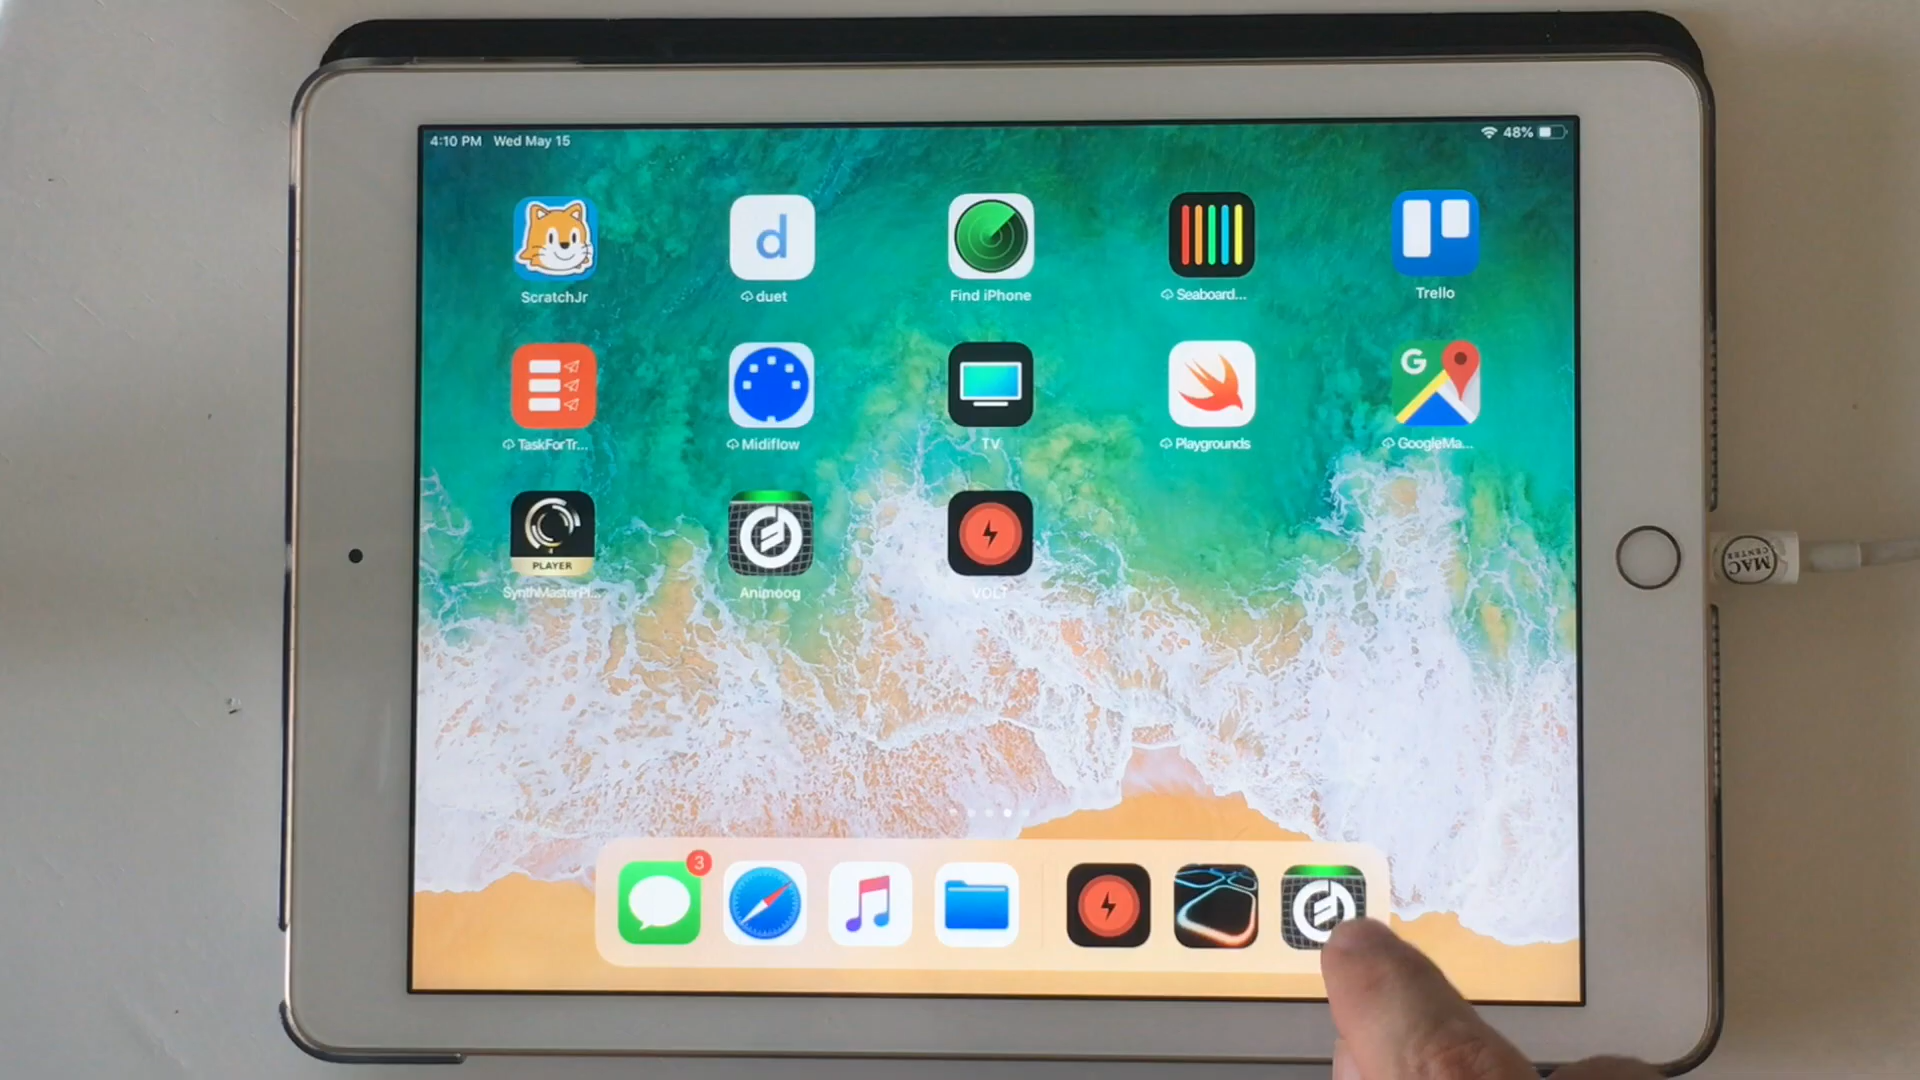 4:10 PM Wed May 15
48%
ScratchJr
d
duet
Find iPhone
Seaboard...
Trello
TaskForTr...
Midiflow
TV
Playgrounds
G
GoogleMa...
PLAYER
SynthMasterPl...
Animoog
VOLT
3
MAC
CENTER